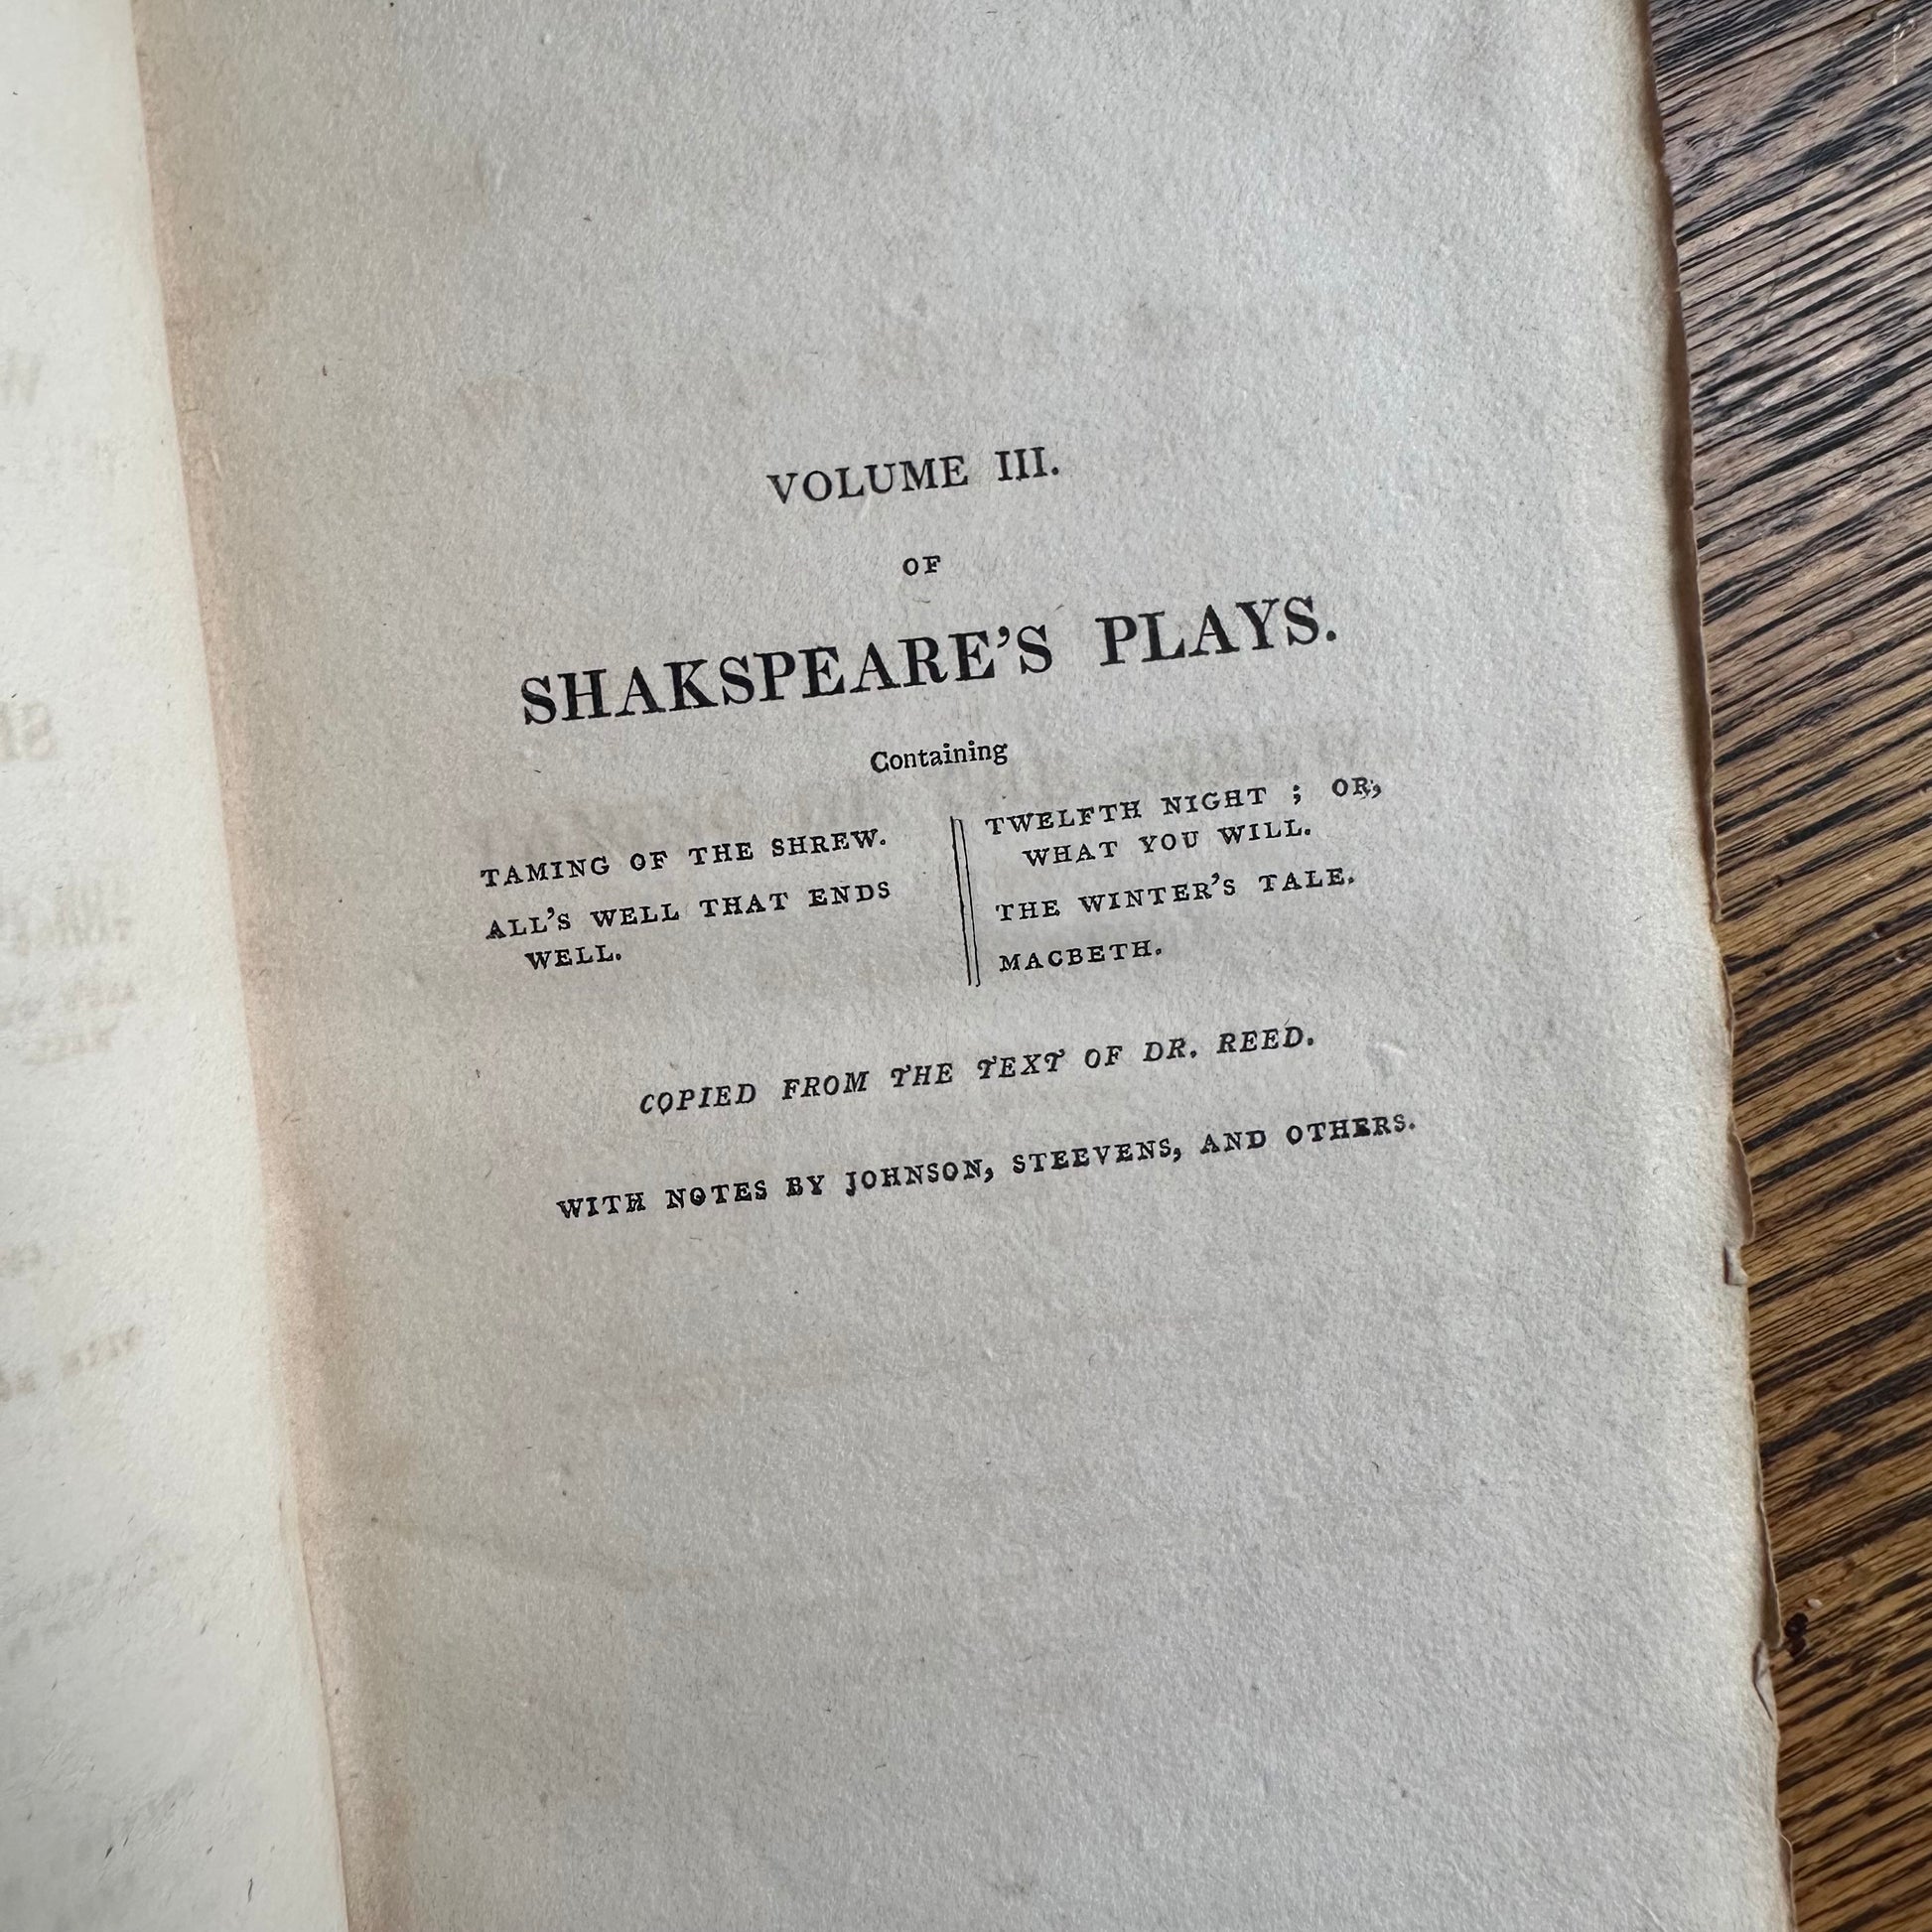 VOLUME III.
OF
SHAKSPEARE'S PLAYS.
Containing
TAMING OF THE SHREW.
ALL'S WELL THAT ENDS
WELL.
TWELFTH NIGHT ; OR,
WHAT YOU WILL.
THE WINTER'S TALE.
MACBETH.
COPIED FROM THE TEXT OF DR. REED.
WITH NOTES BY JOHNSON, STEEVENS, AND OTHERS.